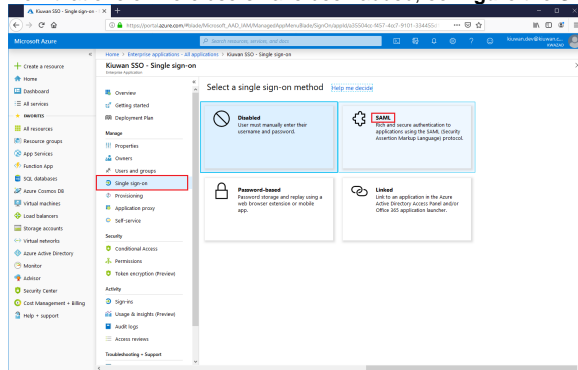 Kiuwan SSO - Single sign-on -
https://portal.azure.com/#blade/Microsoft_AAD_IAM/ManagedAppMenuBlade/SignOn/appId/
Microsoft Azure
Search resources, services, and docs
kiuwan.dev@kiuwan.c...
KIUWAN
Home > Enterprise applications - All applications > Kiuwan SSO - Single sign-on
Kiuwan SSO - Single sign-on
Enterprise Application
Create a resource
Home
Dashboard
All services
FAVORITES
All resources
Resource groups
App Services
Function App
SQL databases
Azure Cosmos DB
Virtual machines
Load balancers
Storage accounts
Virtual networks
Azure Active Directory
Monitor
Advisor
Security Center
Cost Management + Billing
Help + support
Overview
Getting started
Deployment Plan
Manage
Properties
Owners
Users and groups
Single sign-on
Provisioning
Application proxy
Self-service
Security
Conditional Access
Permissions
Token encryption (Preview)
Activity
Sign-ins
Usage & insights (Preview)
Audit logs
Access reviews
Troubleshooting + Support
Select a single sign-on method
Help me decide
Disabled
User must manually enter their
username and password.
SAML
Rich and secure authentication to
applications using the SAML (Security
Assertion Markup Language) protocol.
Password-based
Password storage and replay using a
web browser extension or mobile
app.
Linked
Link to an application in the Azure
Active Directory Access Panel and/or
Office 365 application launcher.